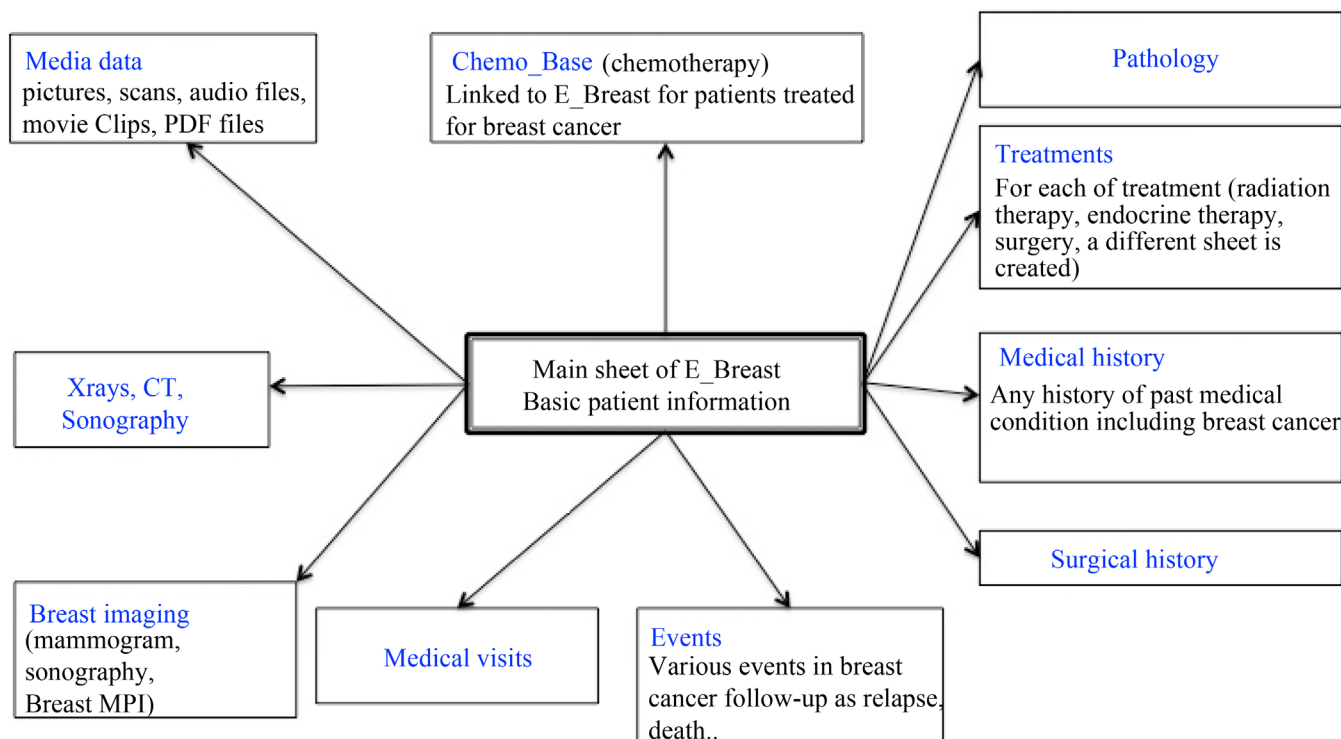 Media data
pictures, scans, audio files,
movie Clips, PDF files
Chemo_Base (chemotherapy)
Linked to E_Breast for patients treated
for breast cancer
Pathology
Treatments
For each of treatment (radiation
therapy, endocrine therapy,
surgery, a different sheet is
created)
Xrays, CT,
Sonography
Main sheet of E_Breast
Basic patient information
Medical history
Any history of past medical
condition including breast cancer
Surgical history
Breast imaging
(mammogram,
sonography,
Breast MPI)
Medical visits
Events
Various events in breast
cancer follow-up as relapse,
death..